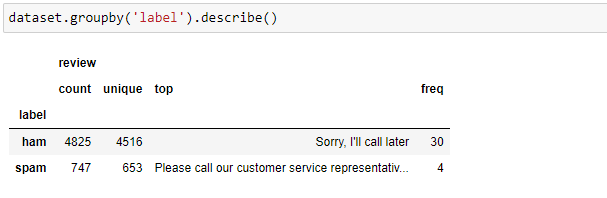 dataset.groupby('label').describe()
review
count unique top freq
label
ham 4825 4516 Sorry, I'll call later 30
spam 747 653 Please call our customer service representativ... 4